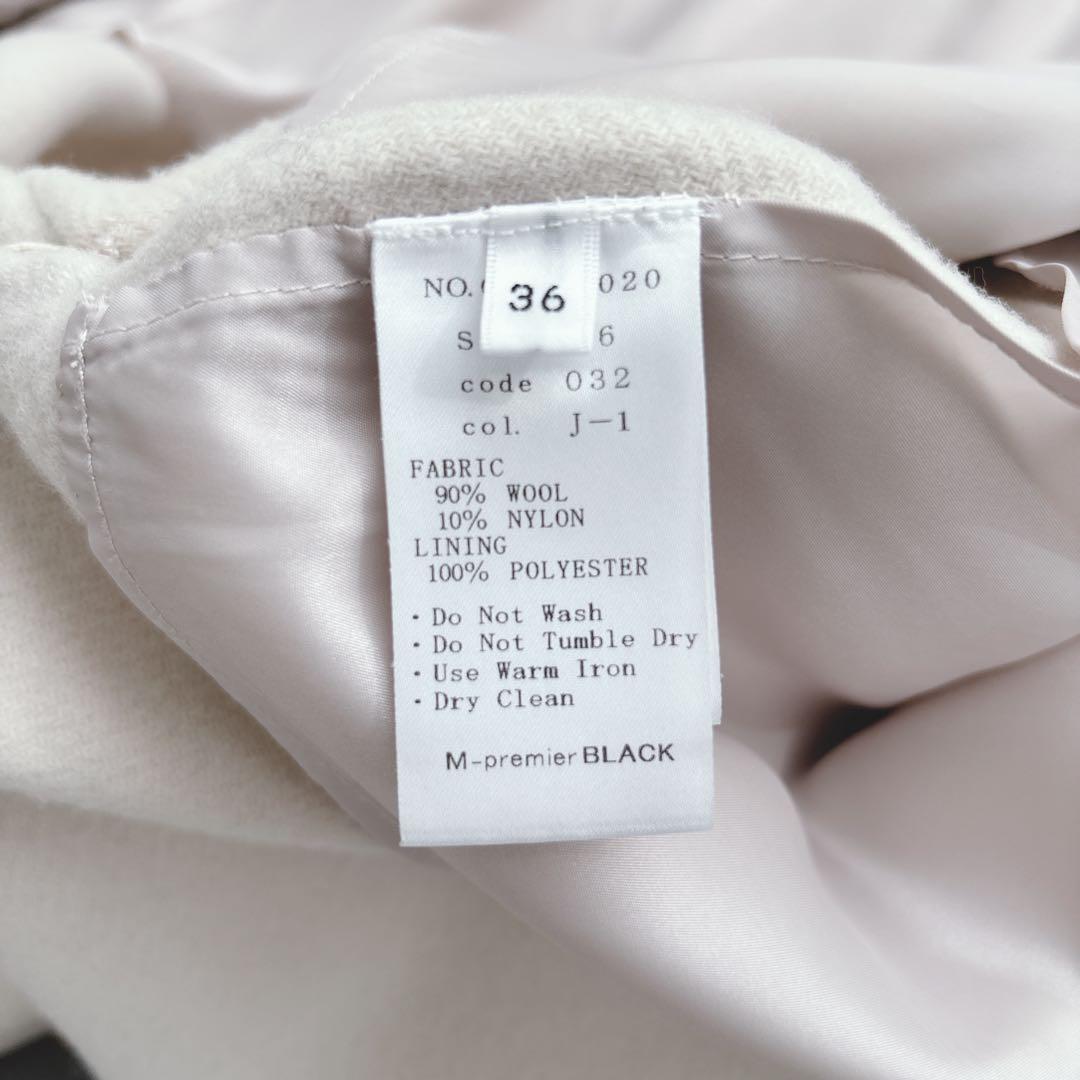 NO. 020
36
S 6
code 032
col. J-1
FABRIC
90% WOOL
10% NYLON
LINING
100% POLYESTER
・Do Not Wash
・Do Not Tumble Dry
・Use Warm Iron
・Dry Clean
M-premier BLACK